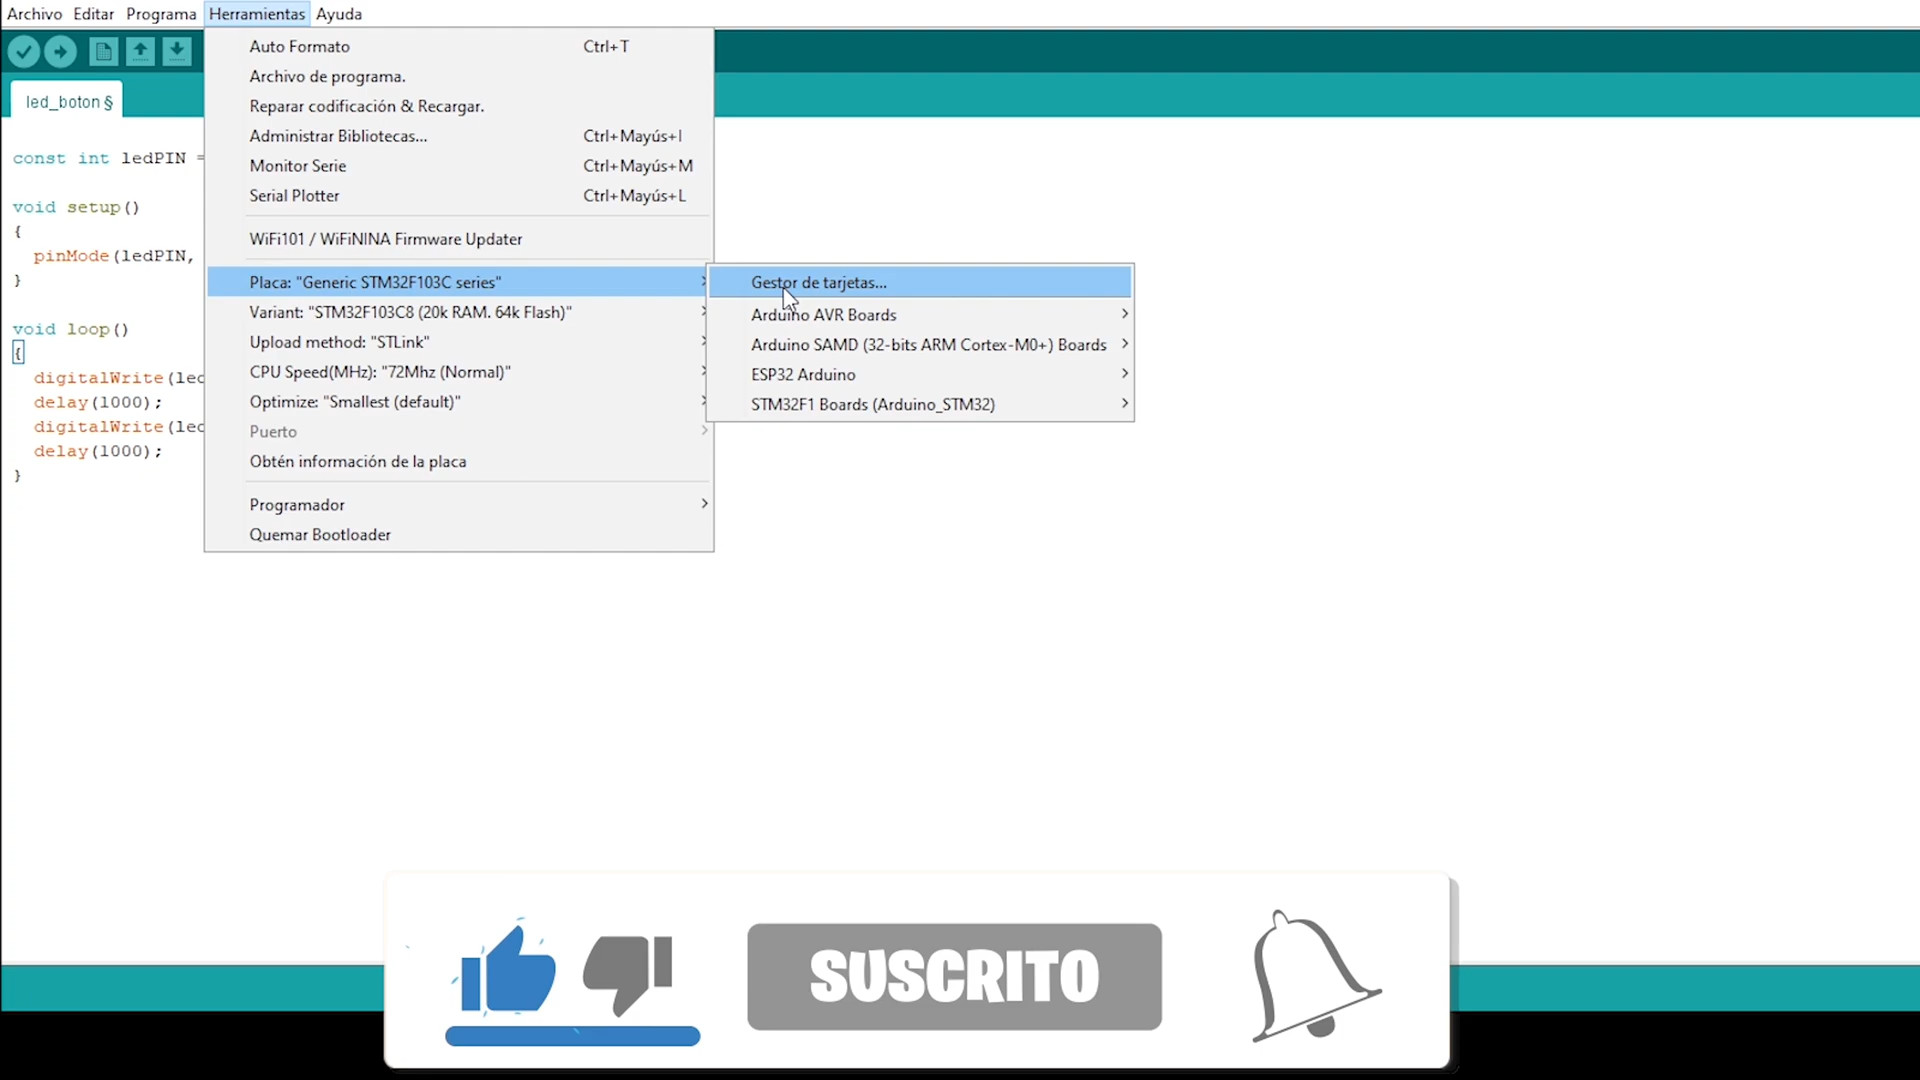 Archivo Editar Programa Herramientas Ayuda
led_boton §
const int ledPIN =
void setup()
{
pinMode(ledPIN,
}
void loop()
{
digitalWrite(led
delay(1000);
digitalWrite(led
delay(1000);
}
Auto Formato Ctrl+T
Archivo de programa.
Reparar codificación & Recargar.
Administrar Bibliotecas... Ctrl+Mayús+I
Monitor Serie Ctrl+Mayús+M
Serial Plotter Ctrl+Mayús+L
WiFi101 / WiFiNINA Firmware Updater
Placa: "Generic STM32F103C series"
Variant: "STM32F103C8 (20k RAM. 64k Flash)"
Upload method: "STLink"
CPU Speed(MHz): "72Mhz (Normal)"
Optimize: "Smallest (default)"
Puerto
Obtén información de la placa
Programador
Quemar Bootloader
Gestor de tarjetas...
Arduino AVR Boards
Arduino SAMD (32-bits ARM Cortex-M0+) Boards
ESP32 Arduino
STM32F1 Boards (Arduino_STM32)
SUSCRITO